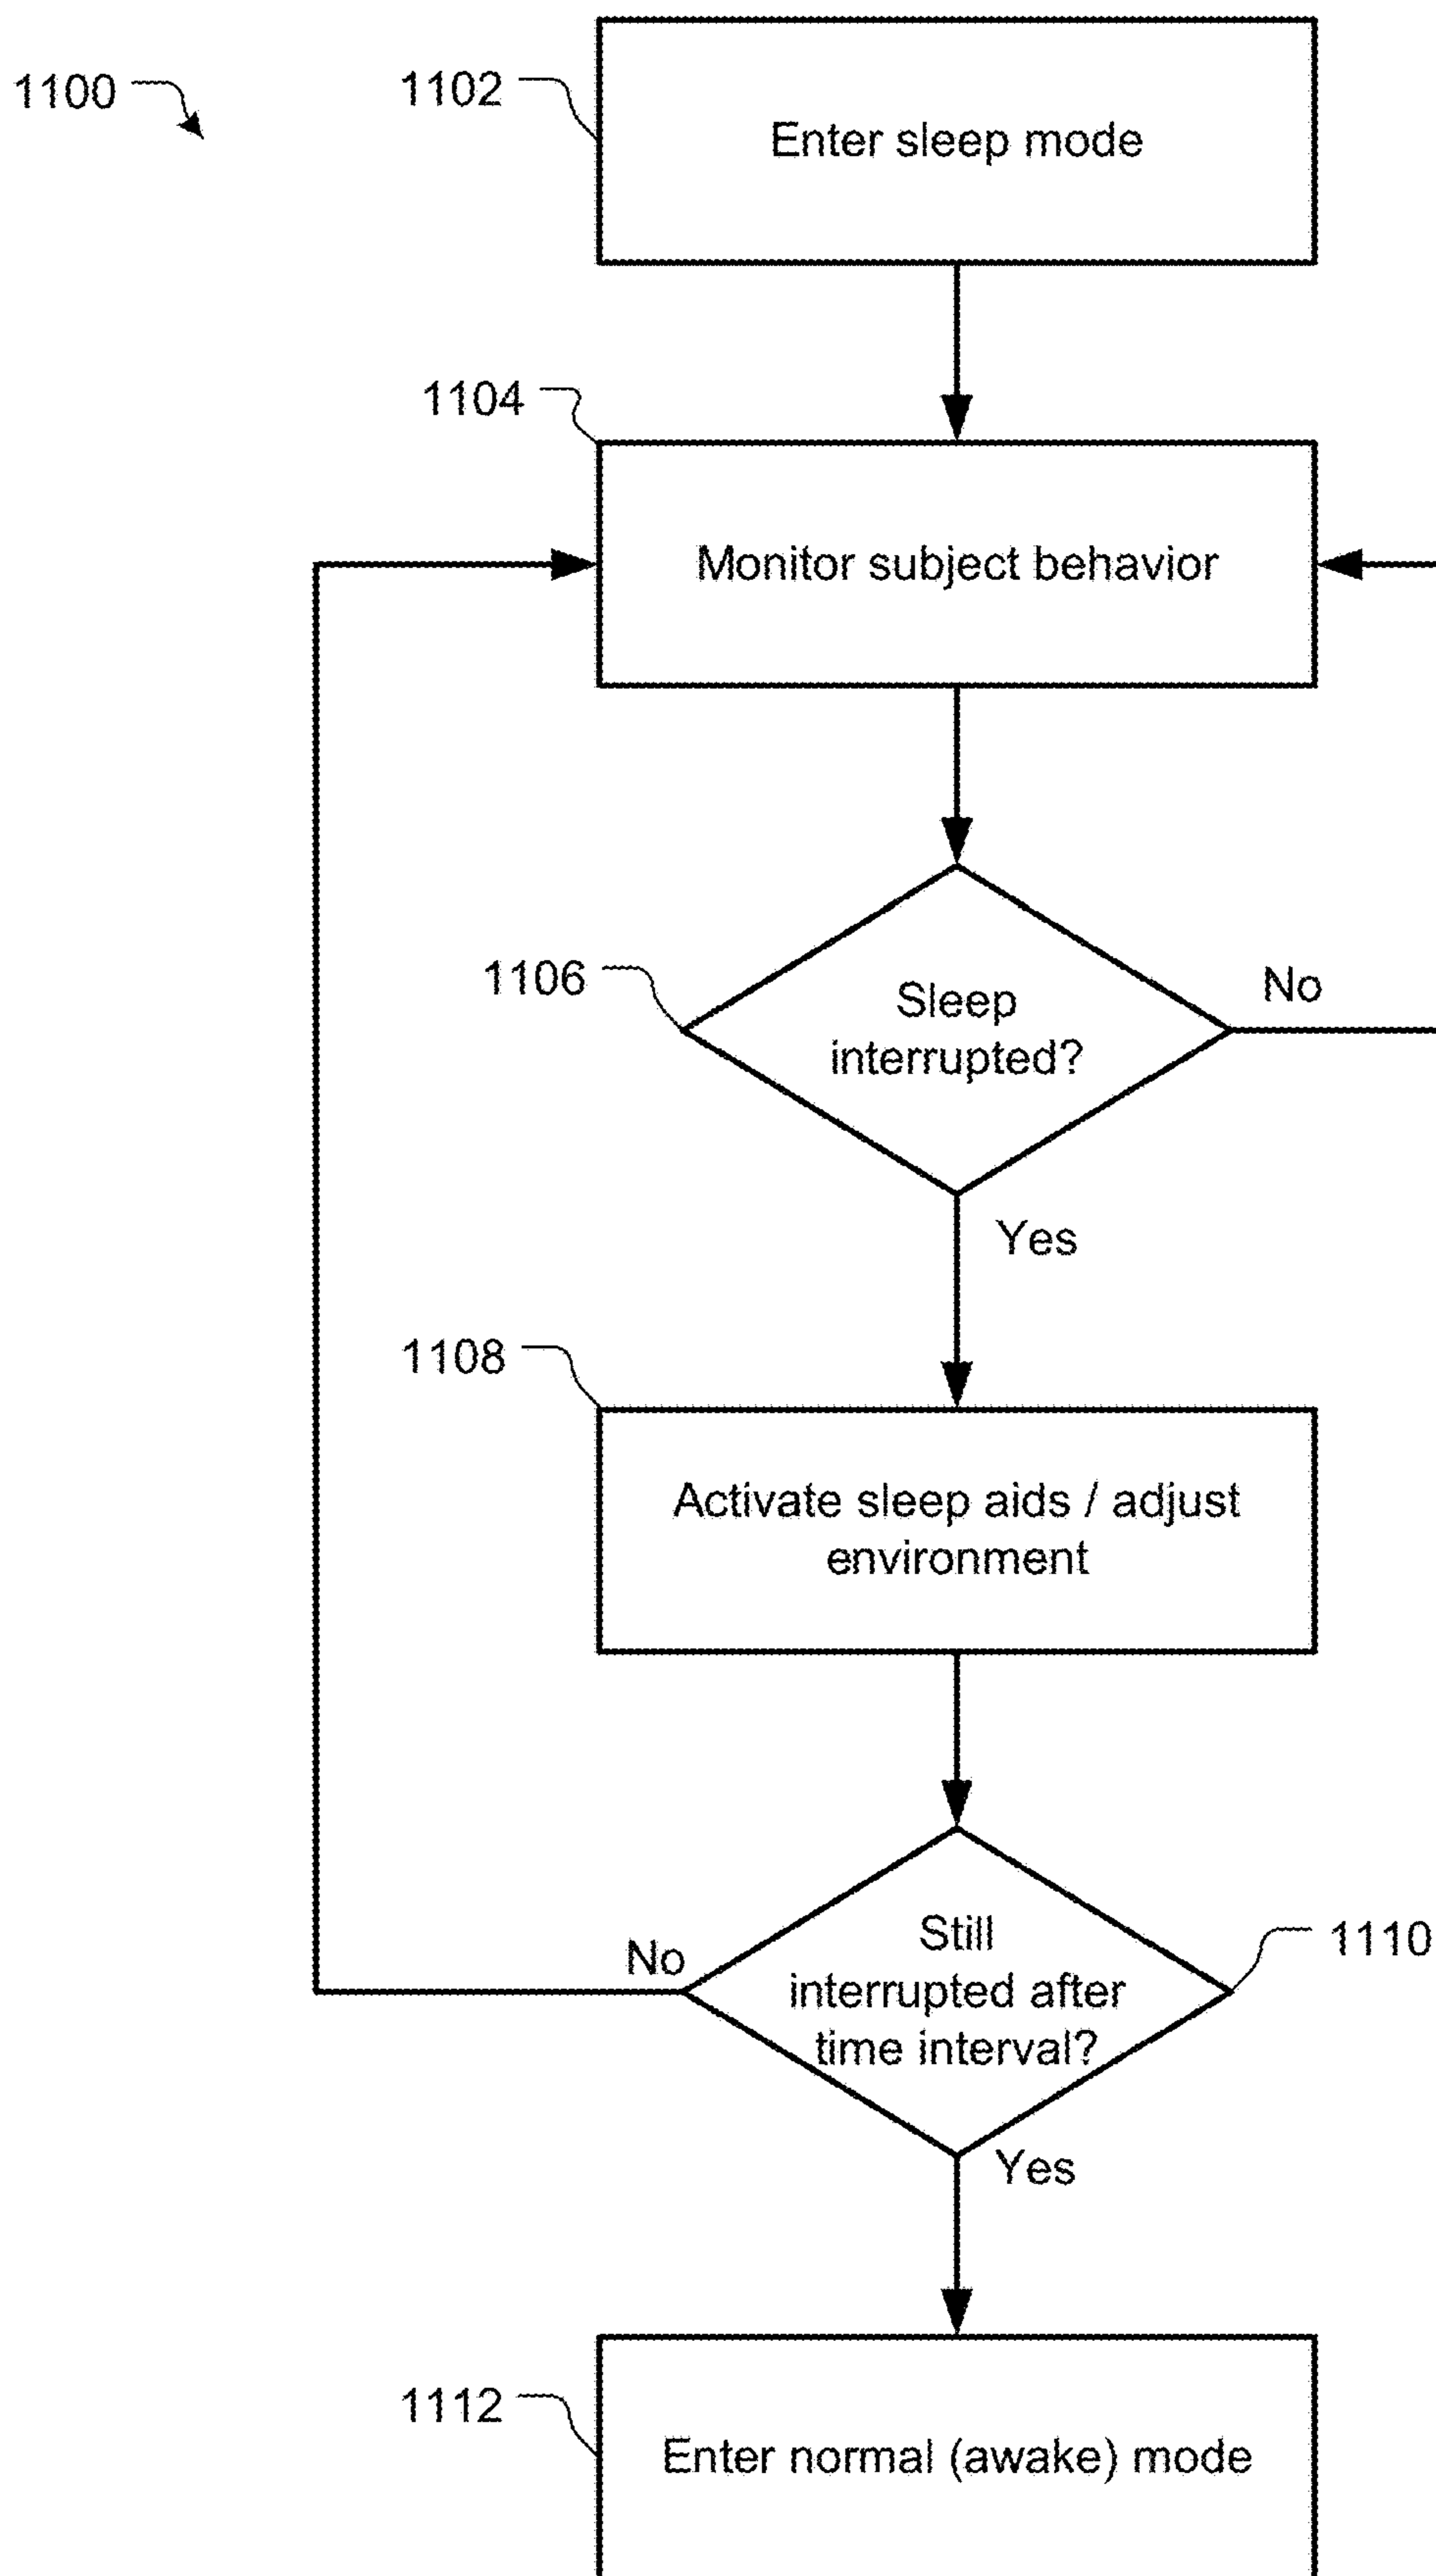 1100
1102
Enter sleep mode
1104
Monitor subject behavior
1106
Sleep
interrupted?
No
Yes
1108
Activate sleep aids / adjust
environment
Still
interrupted after
time interval?
1110
No
Yes
1112
Enter normal (awake) mode